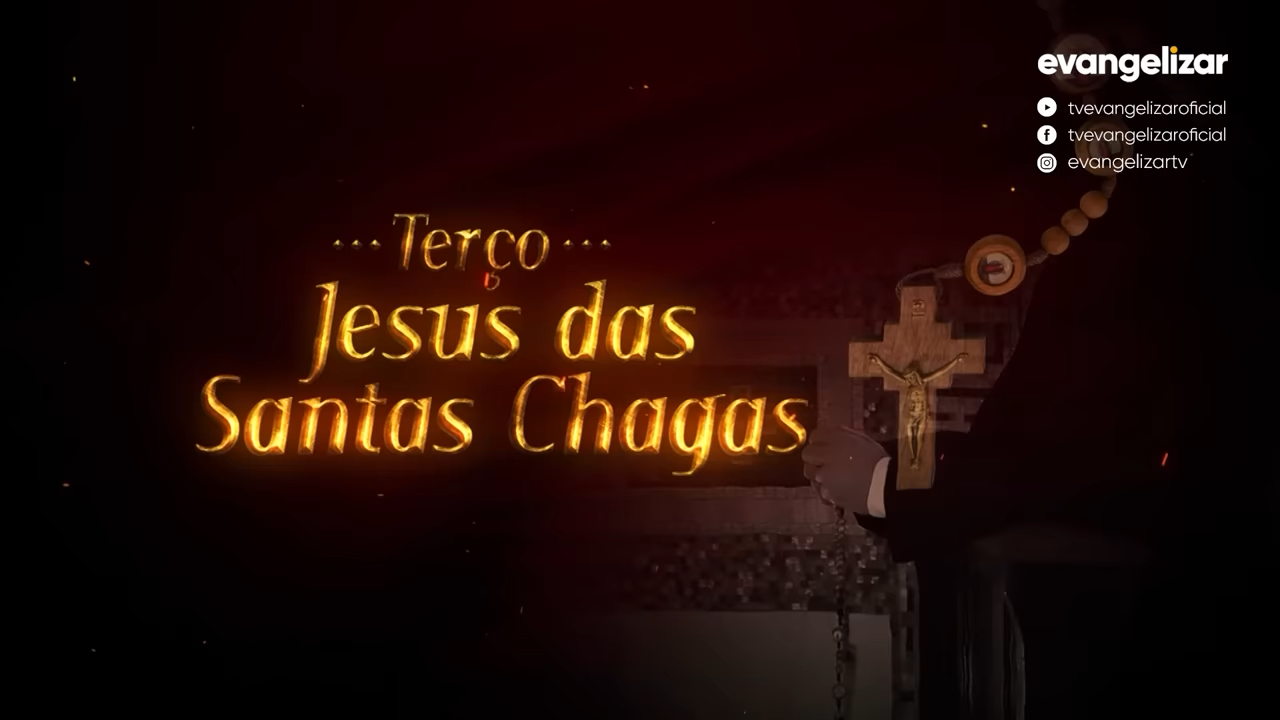 evangelizar
tvevangelizaroficial
tvevangelizaroficial
evangelizartv
Terço
Jesus das
Santas Chagas